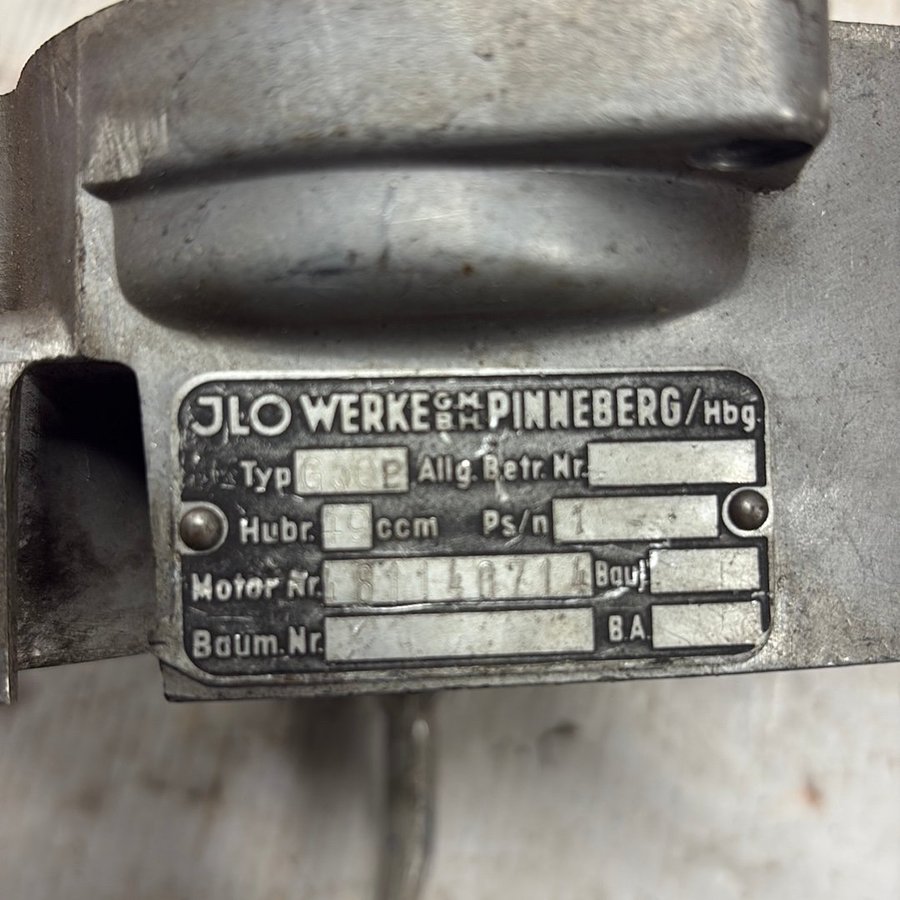 JLO WERKE GMBH PINNEBERG/Hbg.
Typ Allg. Betr. Nr.
Hubr. 49 ccm Ps/n 1
Motor Nr. 81140714 Bauj.
Baum. Nr. B.A.